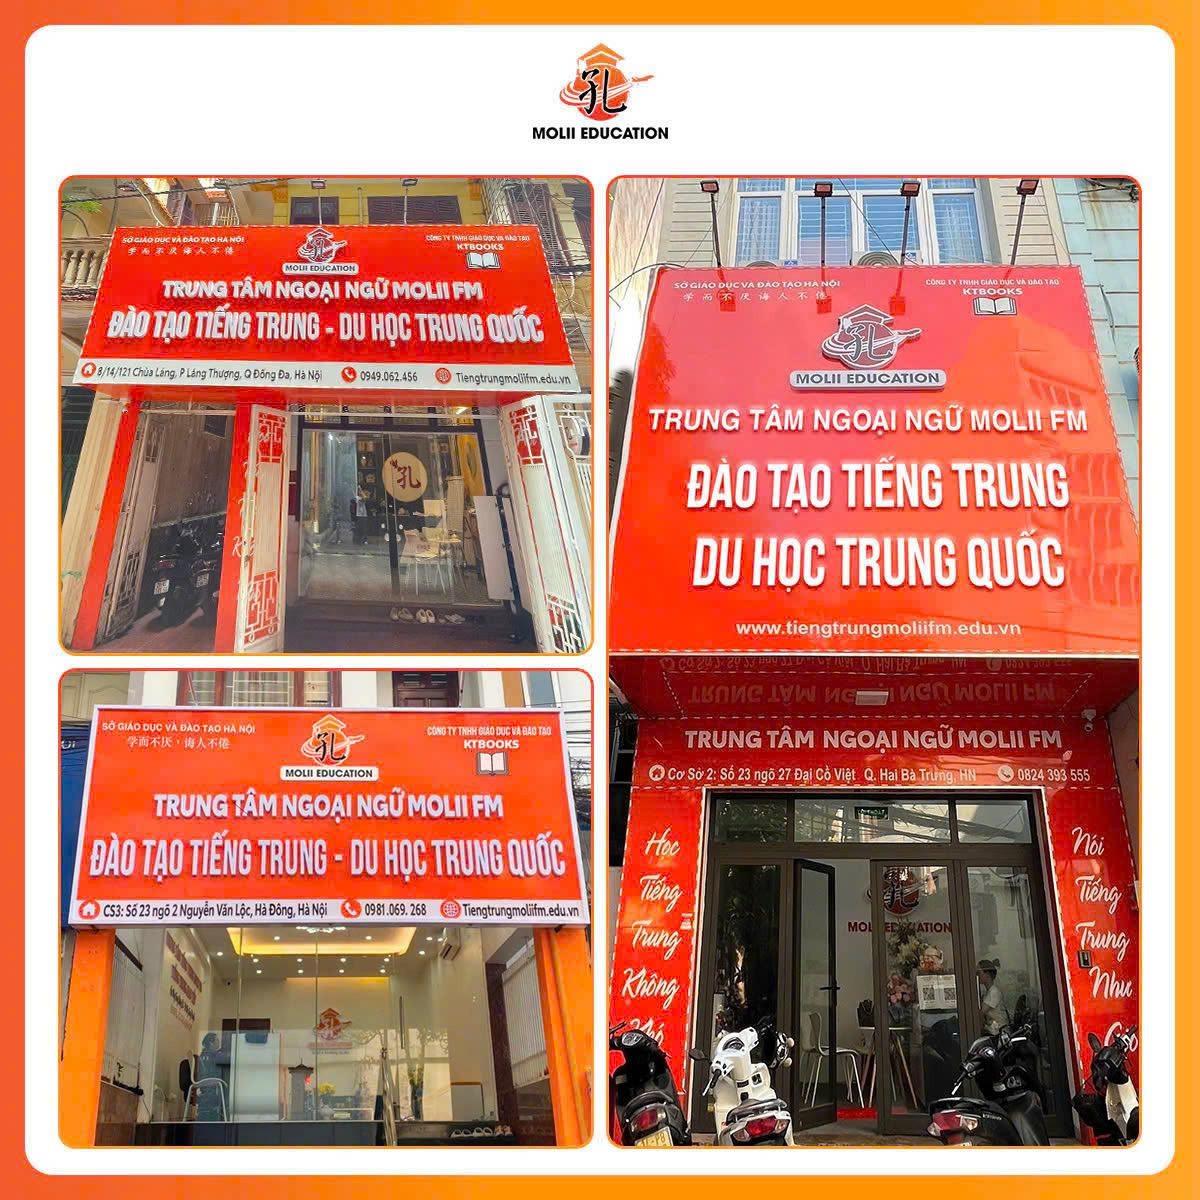 孔
MOLII EDUCATION
SỞ GIÁO DỤC VÀ ĐÀO TẠO HÀ NỘI
学而不厌诲人不倦
孔
MOLII EDUCATION
CÔNG TY TNHH GIÁO DỤC VÀ ĐÀO TẠO
KTBOOKS
TRUNG TÂM NGOẠI NGỮ MOLII FM
ĐÀO TẠO TIẾNG TRUNG - DU HỌC TRUNG QUỐC
8/14/121 Chùa Láng, P Láng Thượng, Q Đống Đa, Hà Nội
0949.062.456
Tiengtrungmoliifm.edu.vn
孔
SỞ GIÁO DỤC VÀ ĐÀO TẠO HÀ NỘI
学而不厌诲人不倦
孔
MOLII EDUCATION
CÔNG TY TNHH GIÁO DỤC VÀ ĐÀO TẠO
KTBOOKS
TRUNG TÂM NGOẠI NGỮ MOLII FM
ĐÀO TẠO TIẾNG TRUNG
DU HỌC TRUNG QUỐC
www.tiengtrungmoliifm.edu.vn
TRUNG TÂM NGOẠI NGỮ MOLII FM
Cơ Sở 2: Số 23 ngõ 27 Đại Cồ Việt Q. Hai Bà Trưng, HN
0824 393 555
Học
Tiếng
Trung
Không
Khó
Nói
Tiếng
Trung
Như
Gió
MOLII EDUCATION
SỞ GIÁO DỤC VÀ ĐÀO TẠO HÀ NỘI
学而不厌，诲人不倦
孔
MOLII EDUCATION
CÔNG TY TNHH GIÁO DỤC VÀ ĐÀO TẠO
KTBOOKS
TRUNG TÂM NGOẠI NGỮ MOLII FM
ĐÀO TẠO TIẾNG TRUNG - DU HỌC TRUNG QUỐC
CS3: Số 23 ngõ 2 Nguyễn Văn Lộc, Hà Đông, Hà Nội
0981.069. 268
Tiengtrungmoliifm.edu.vn